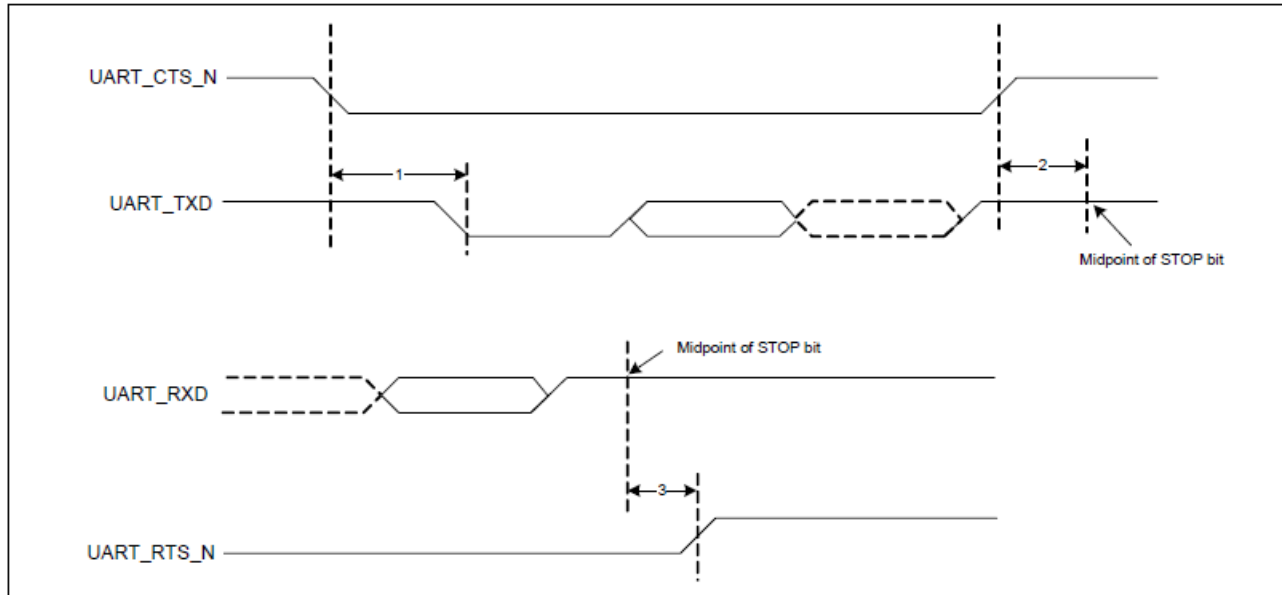 UART_CTS_N
1
2
UART_TXD
Midpoint of STOP bit
Midpoint of STOP bit
UART_RXD
3
UART_RTS_N